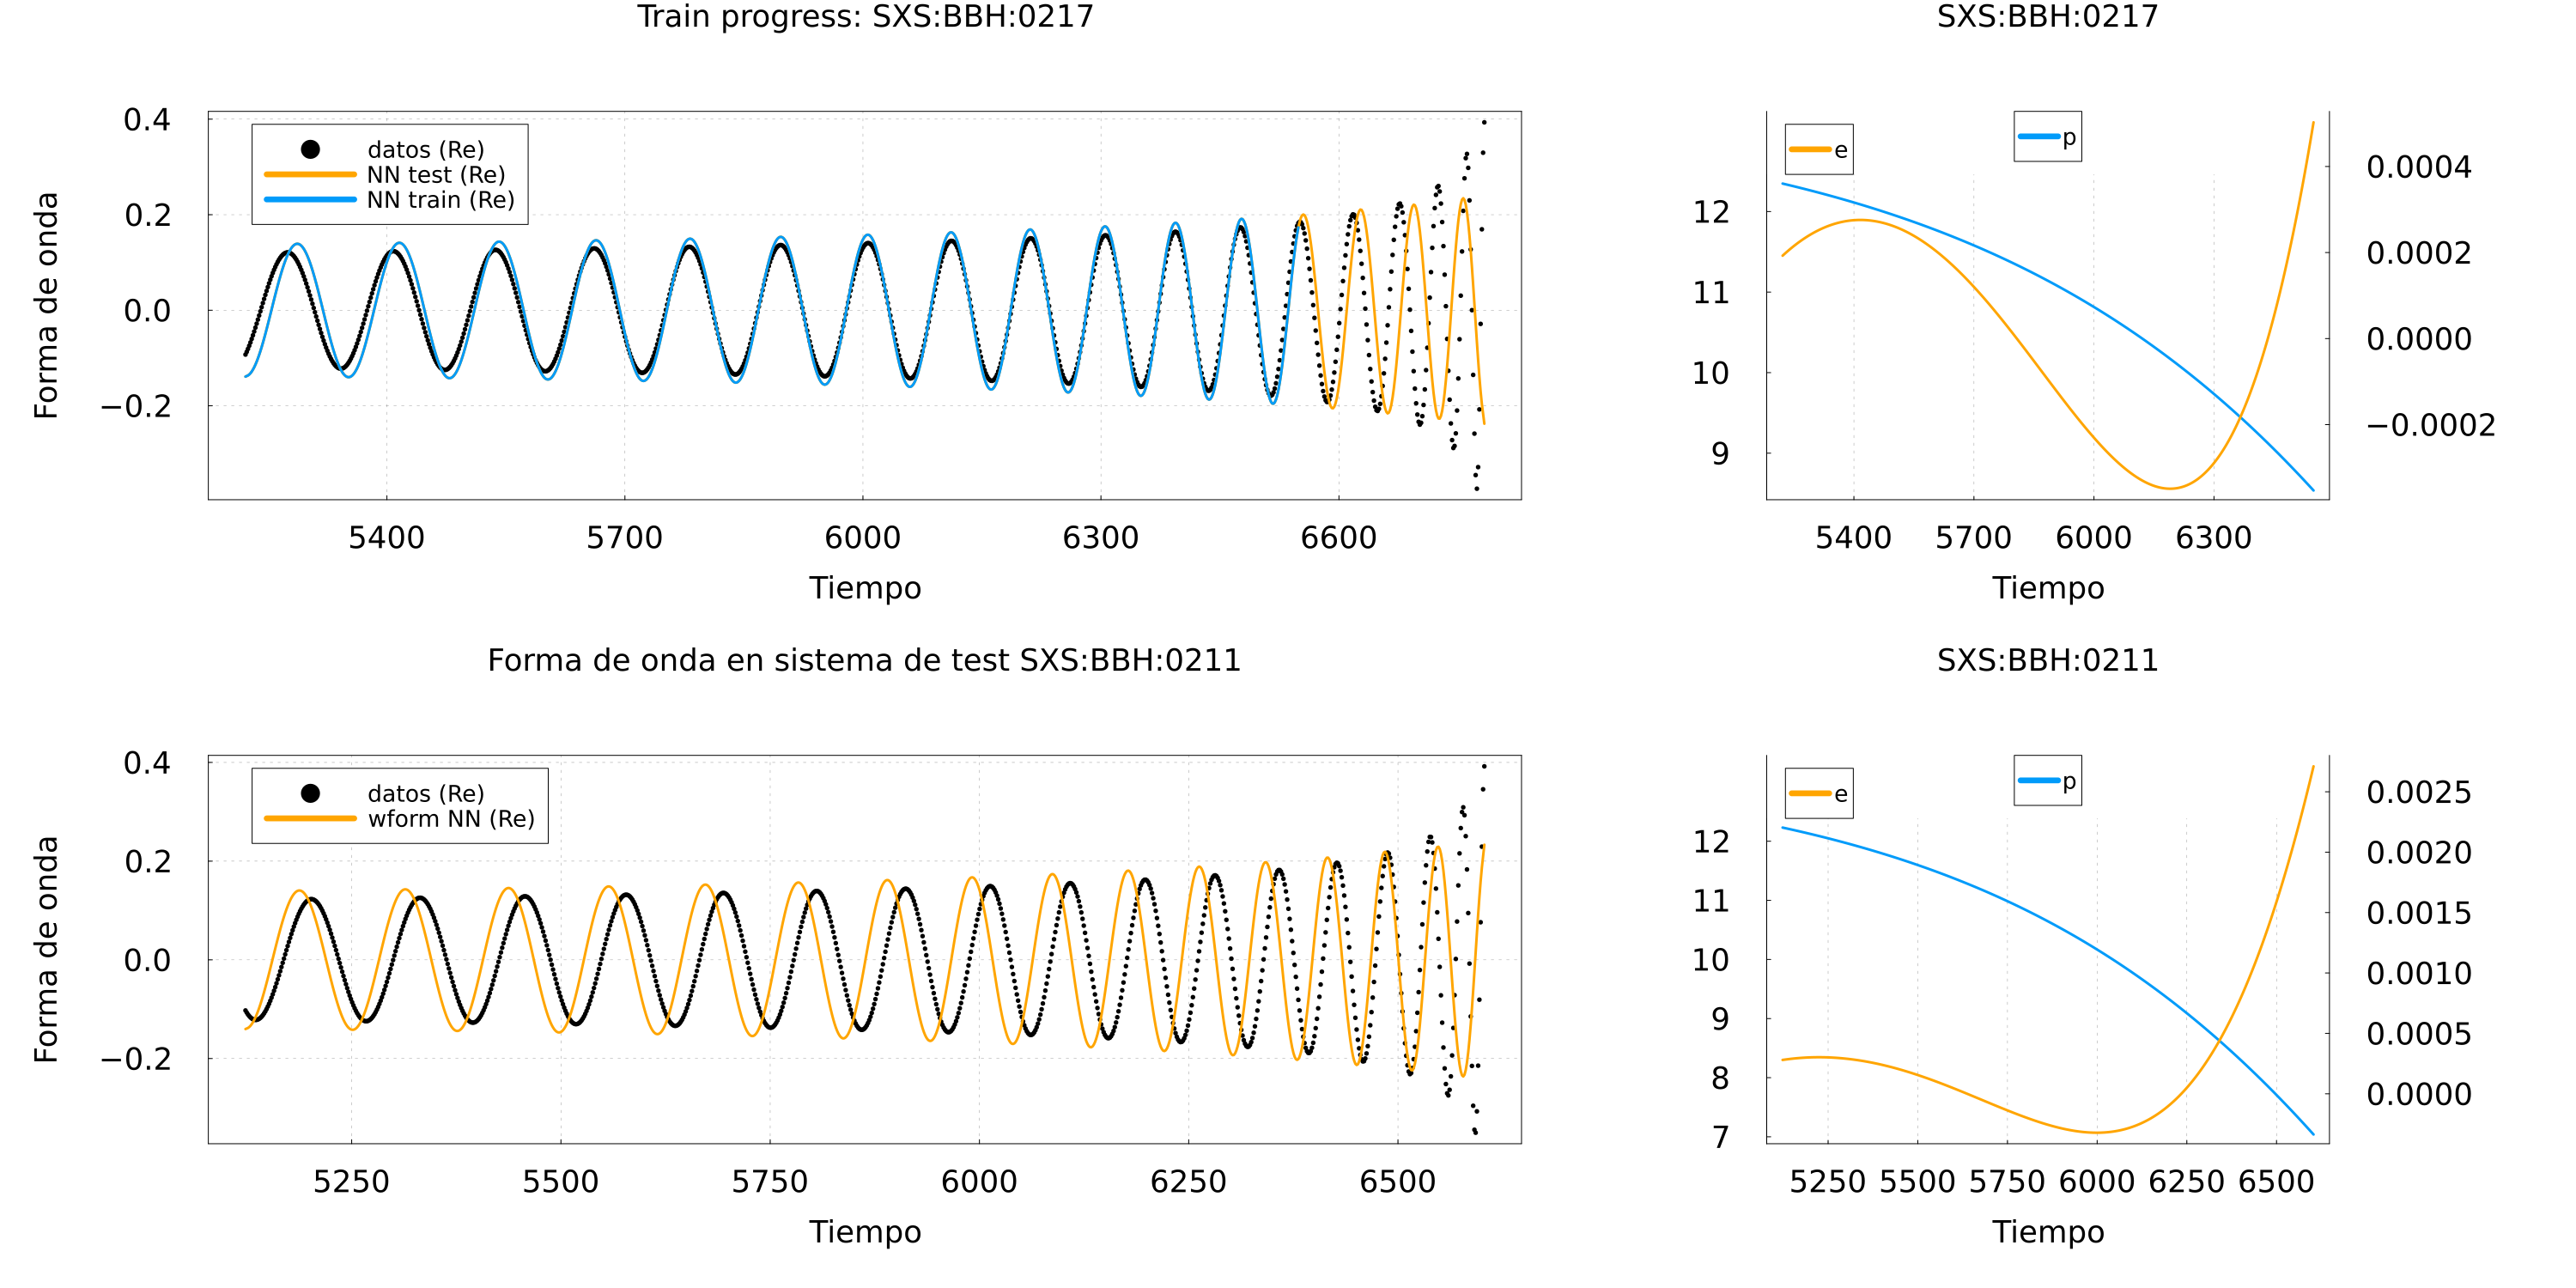 Train progress: SXS:BBH:0217
0.4
0.2
0.0
−0.2
Forma de onda
datos (Re)
NN test (Re)
NN train (Re)
5400 5700 6000 6300 6600
Tiempo
SXS:BBH:0217
e
p
12
11
10
9
0.0004
0.0002
0.0000
−0.0002
5400 5700 6000 6300
Tiempo
Forma de onda en sistema de test SXS:BBH:0211
0.4
0.2
0.0
−0.2
Forma de onda
datos (Re)
wform NN (Re)
5250 5500 5750 6000 6250 6500
Tiempo
SXS:BBH:0211
e
p
12
11
10
9
8
7
0.0025
0.0020
0.0015
0.0010
0.0005
0.0000
5250 5500 5750 6000 6250 6500
Tiempo